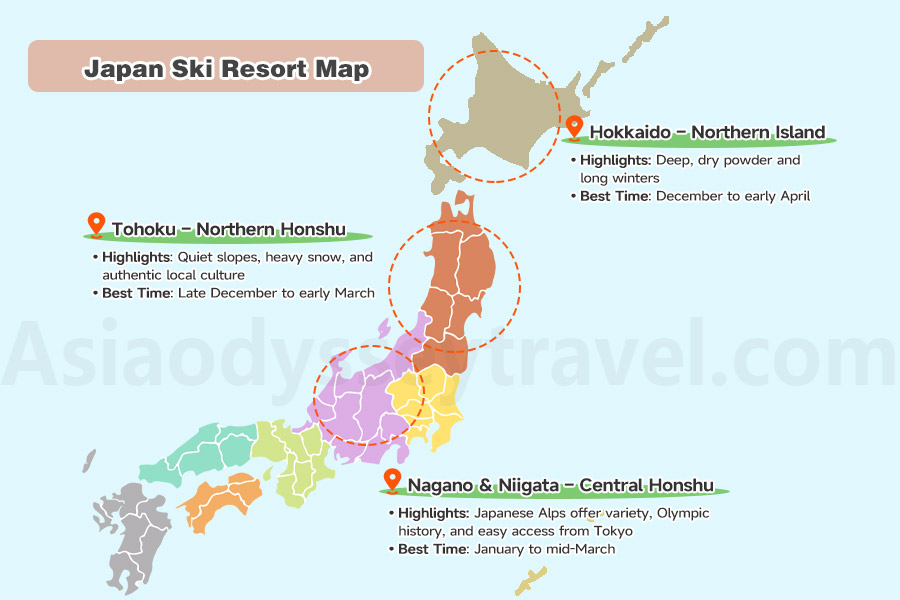 Japan Ski Resort Map
Hokkaido – Northern Island
• Highlights: Deep, dry powder and
long winters
• Best Time: December to early April
Tohoku – Northern Honshu
• Highlights: Quiet slopes, heavy snow, and
authentic local culture
• Best Time: Late December to early March
Asiaodysseytravel.com
Nagano & Niigata – Central Honshu
• Highlights: Japanese Alps offer variety, Olympic
history, and easy access from Tokyo
• Best Time: January to mid-March